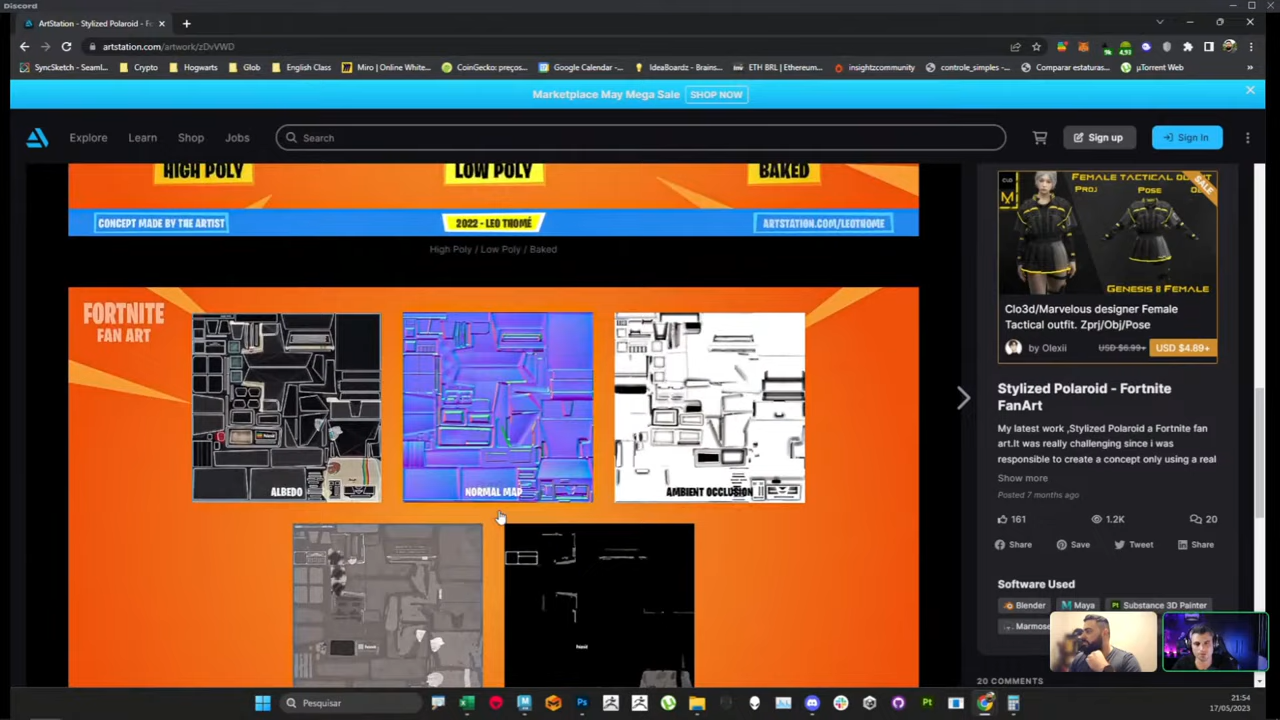 Discord
ArtStation - Stylized Polaroid - Fo
artstation.com/artwork/zDvVWD
SyncSketch - Seaml...
Crypto
Hogwarts
Glob
English Class
Miro | Online White...
CoinGecko: preços...
Google Calendar -...
IdeaBoardz - Brains...
ETH BRL | Ethereum...
insightzcommunity
controle_simples -...
Comparar estaturas...
µTorrent Web
Marketplace May Mega Sale
SHOP NOW
Explore
Learn
Shop
Jobs
Search
Sign up
Sign In
HIGH POLY
LOW POLY
BAKED
CONCEPT MADE BY THE ARTIST
2022 - LEO THOMÉ
ARTSTATION.COM/LEOTHOME
High Poly / Low Poly / Baked
FORTNITE
FAN ART
ALBEDO
NORMAL MAP
AMBIENT OCCLUSION
SALE
GENESIS 8 FEMALE
Clo3d/Marvelous designer Female
Tactical outfit. Zprj/Obj/Pose
by Olexii
USD $6.99+
USD $4.89+
Stylized Polaroid - Fortnite
FanArt
My latest work ,Stylized Polaroid a Fortnite fan
art.It was really challenging since i was
responsible to create a concept only using a real
Show more
Posted 7 months ago
161
1.2K
20
Share
Save
Tweet
Share
Software Used
Blender
Maya
Substance 3D Painter
20 COMMENTS
Pesquisar
21:54
17/05/2023